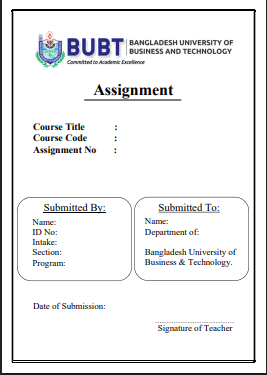 BUBT
BANGLADESH UNIVERSITY OF
BUSINESS AND TECHNOLOGY
Committed to Academic Excellence
Assignment
Course Title :
Course Code :
Assignment No :
Submitted By:
Name:
ID No:
Intake:
Section:
Program:
Submitted To:
Name:
Department of:
Bangladesh University of
Business & Technology.
Date of Submission:
Signature of Teacher